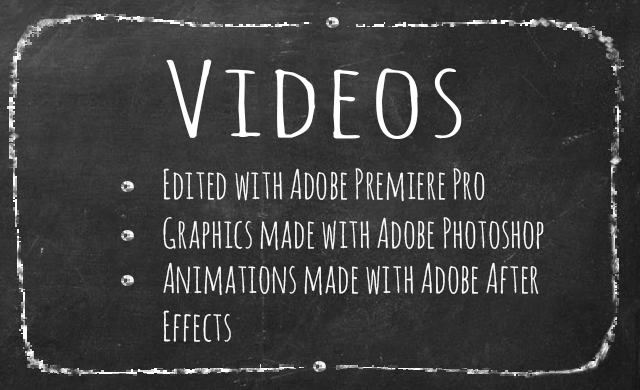 Videos
Edited with Adobe Premiere Pro
Graphics made with Adobe Photoshop
Animations made with Adobe After
Effects